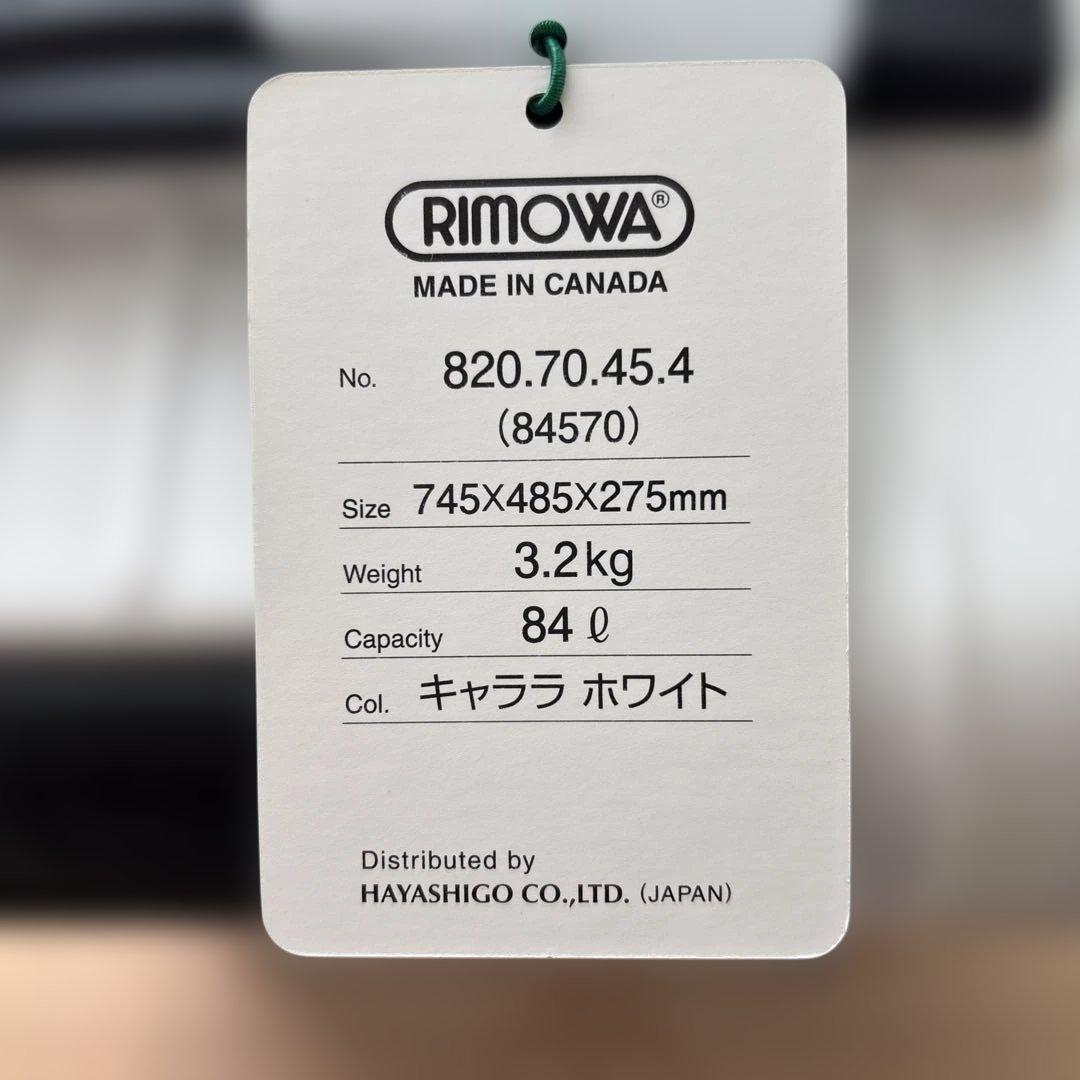 RIMOWA®
MADE IN CANADA
No. 820.70.45.4
(84570)
Size 745X485X275mm
Weight 3.2kg
Capacity 84 ℓ
Col. キャララ ホワイト
Distributed by
HAYASHIGO CO.,LTD. (JAPAN)